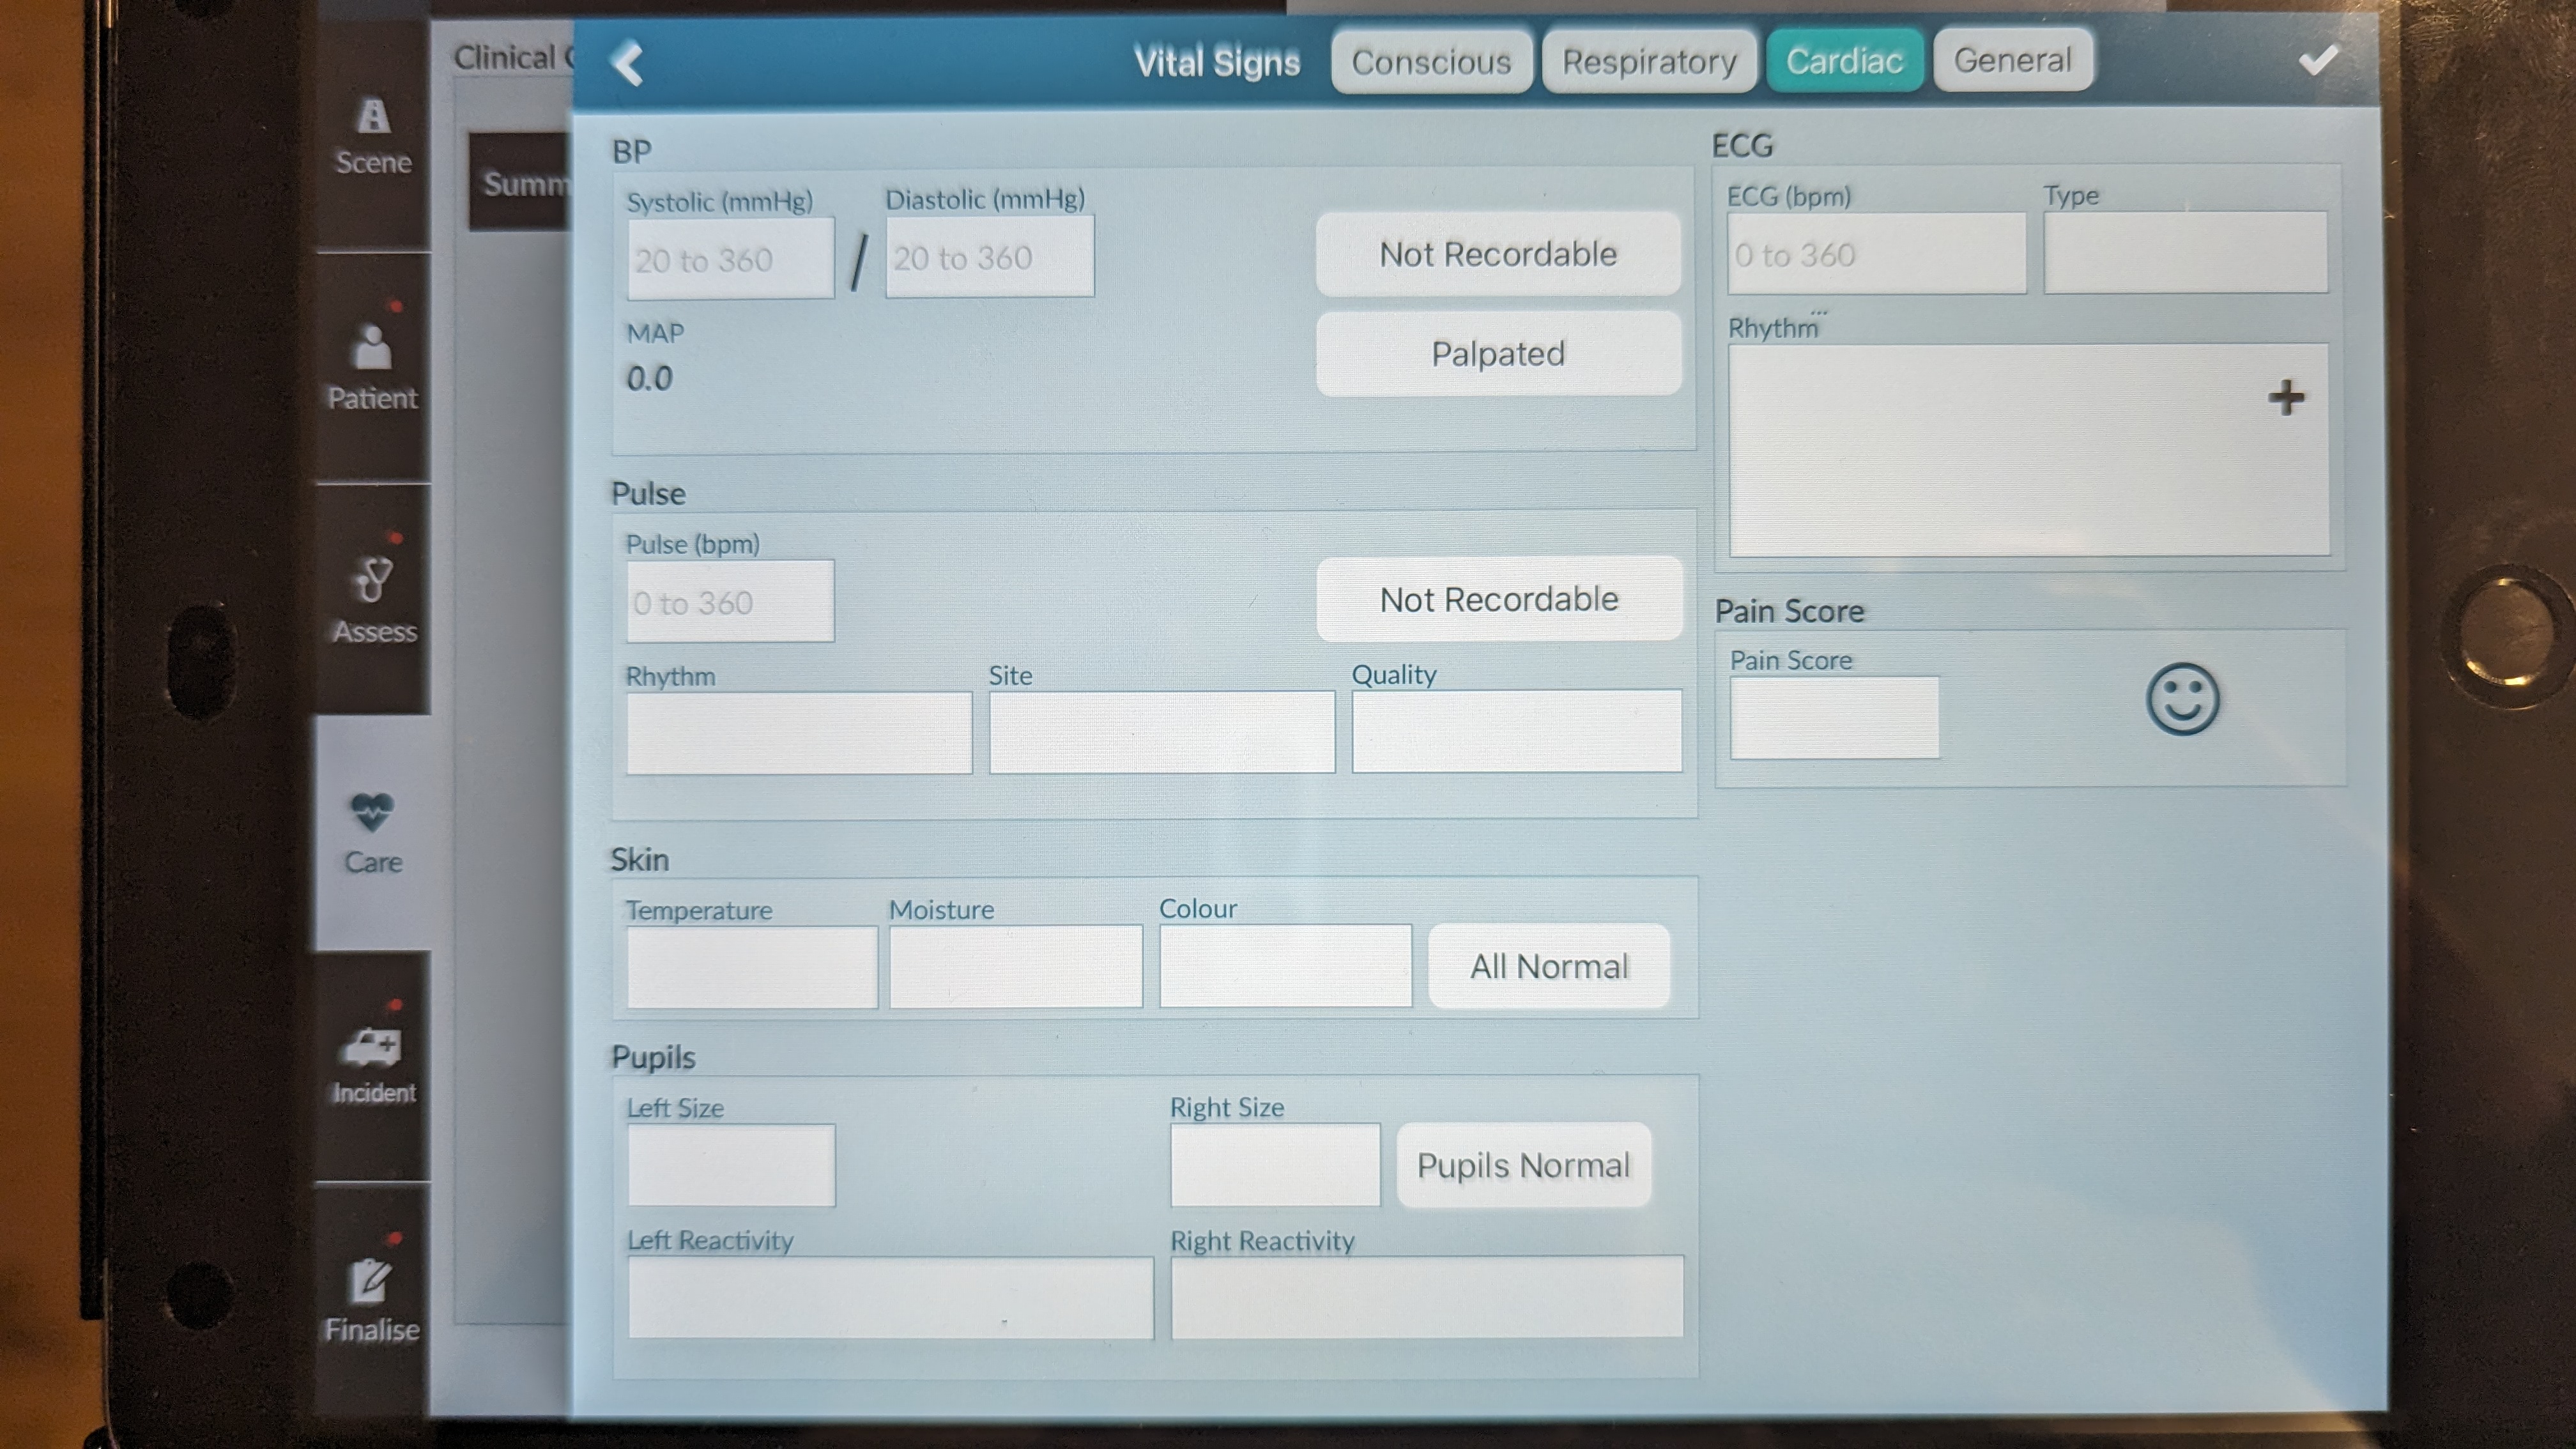 Clinical
Summ
Scene
Patient
Assess
Care
Incident
Finalise
Vital Signs
Conscious
Respiratory
Cardiac
General
BP
Systolic (mmHg)
Diastolic (mmHg)
20 to 360
/
20 to 360
Not Recordable
MAP
0.0
Palpated
Pulse
Pulse (bpm)
0 to 360
Not Recordable
Rhythm
Site
Quality
Skin
Temperature
Moisture
Colour
All Normal
Pupils
Left Size
Right Size
Pupils Normal
Left Reactivity
Right Reactivity
ECG
ECG (bpm)
Type
0 to 360
Rhythm...
+
Pain Score
Pain Score